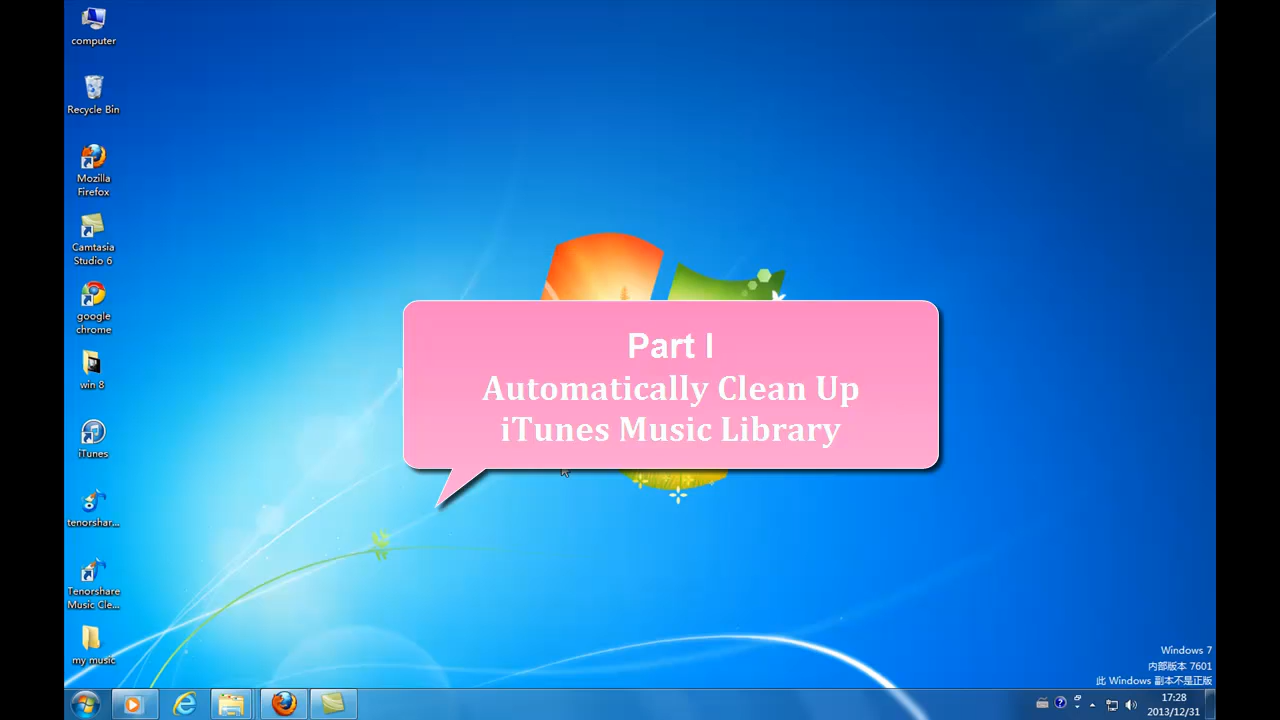 computer
Recycle Bin
Mozilla
Firefox
Camtasia
Studio 6
google
chrome
win 8
iTunes
tenorshar...
Tenorshare
Music Cle...
my music
Part I
Automatically Clean Up
iTunes Music Library
Windows 7
内部版本 7601
此 Windows 副本不是正版
17:28
2013/12/31